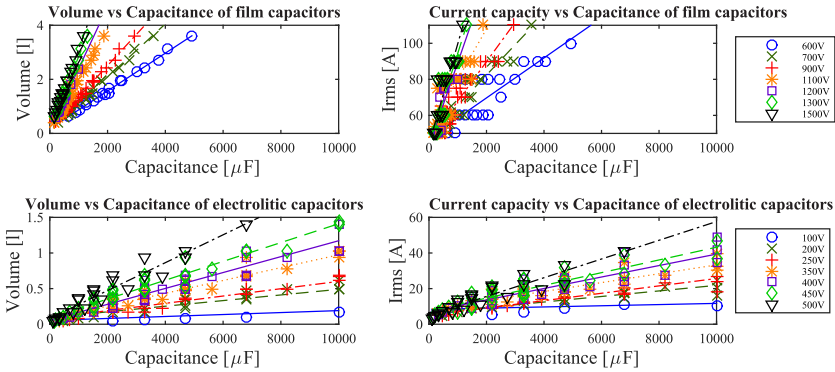 Volume vs Capacitance of film capacitors
Volume [l]
4
2
0
0
2000
4000
6000
8000
10000
Capacitance [µF]
Current capacity vs Capacitance of film capacitors
Irms [A]
100
80
60
0
2000
4000
6000
8000
10000
Capacitance [µF]
600V
700V
900V
1100V
1200V
1300V
1500V
Volume vs Capacitance of electrolitic capacitors
Volume [l]
1.5
1
0.5
0
0
2000
4000
6000
8000
10000
Capacitance [µF]
Current capacity vs Capacitance of electrolitic capacitors
Irms [A]
60
40
20
0
0
2000
4000
6000
8000
10000
Capacitance [µF]
100V
200V
250V
350V
400V
450V
500V